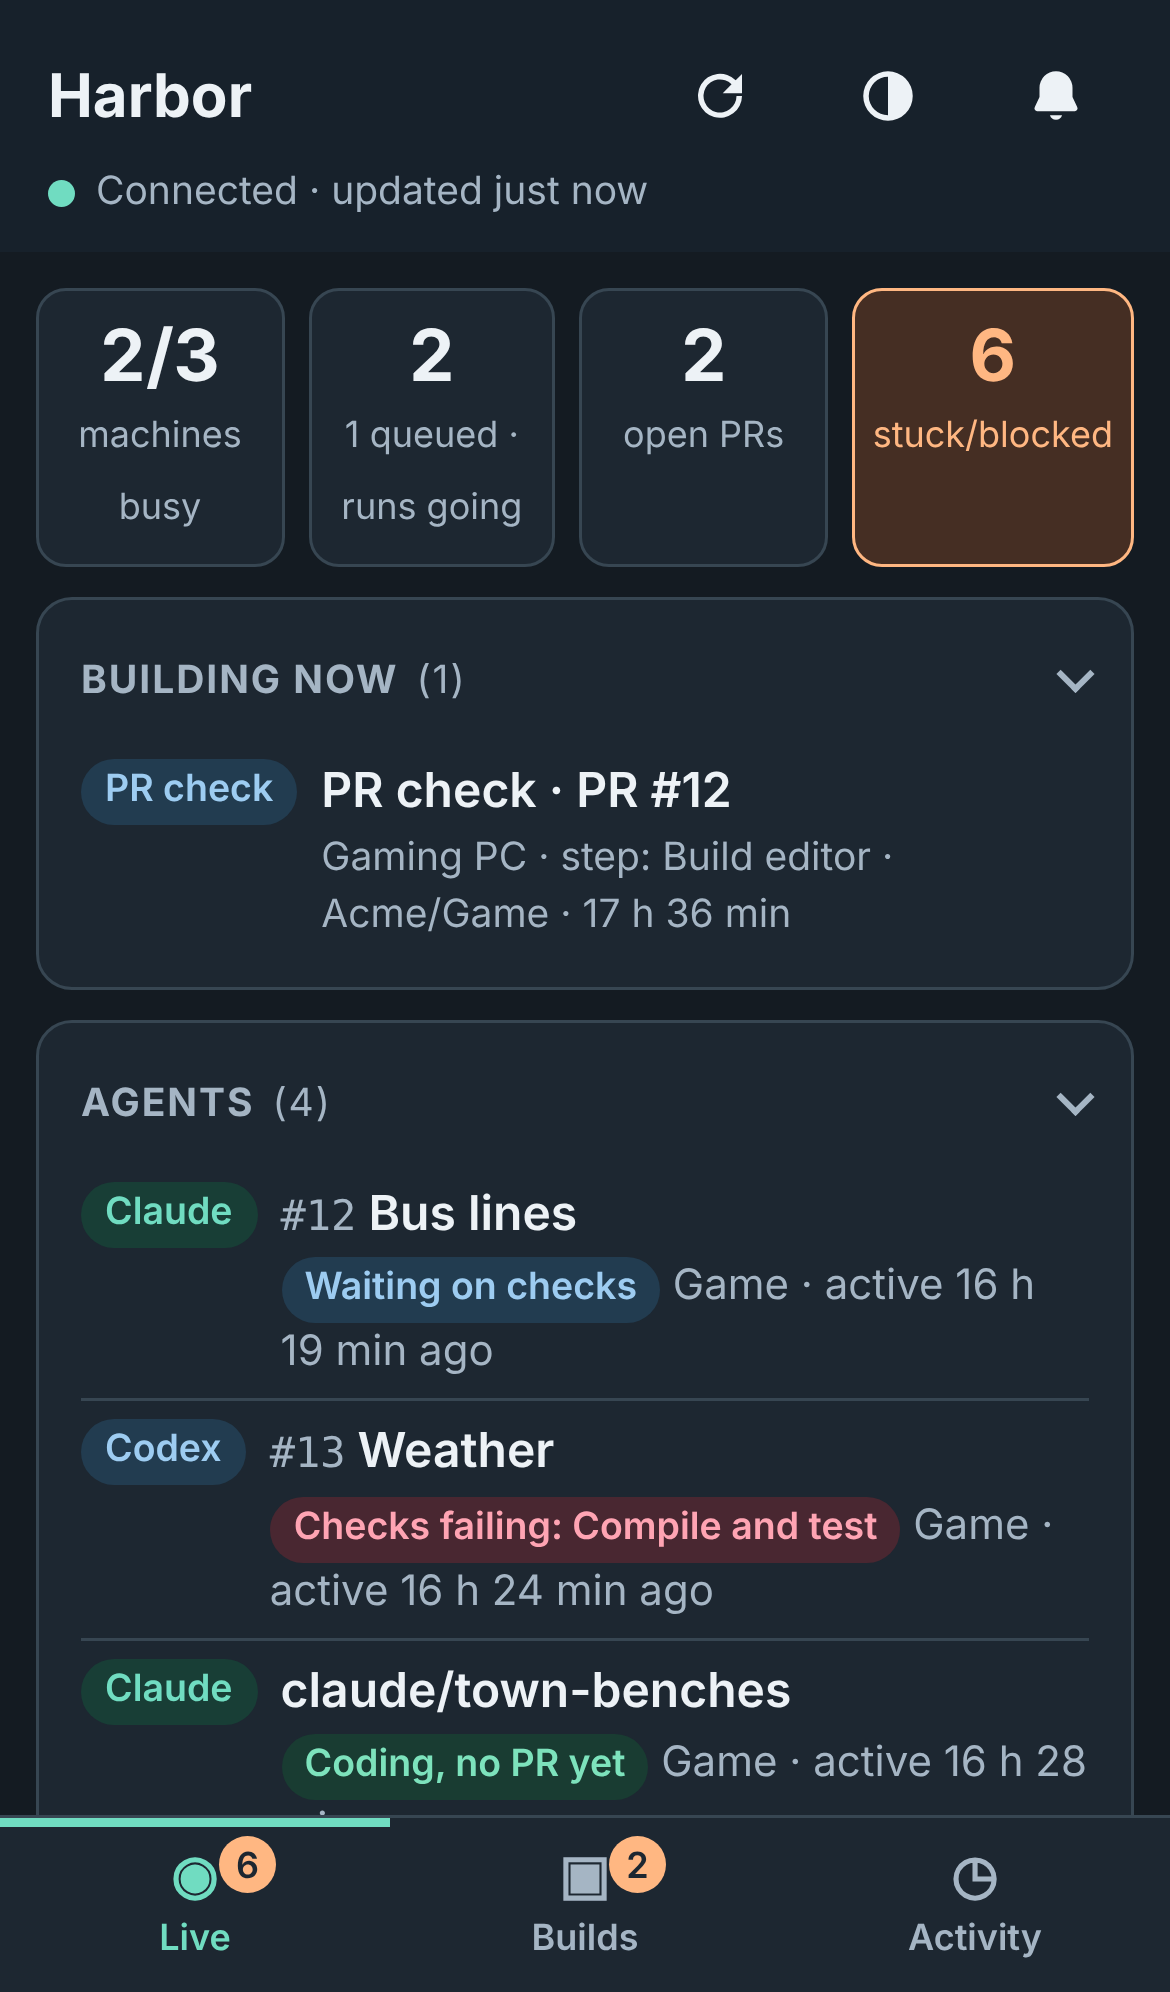 Harbor
Connected · updated just now
2/3
machines
busy
2
1 queued ·
runs going
2
open PRs
6
stuck/blocked
BUILDING NOW (1)
PR check
PR check · PR #12
Gaming PC · step: Build editor ·
Acme/Game · 17 h 36 min
AGENTS (4)
Claude
#12 Bus lines
Waiting on checks Game · active 16 h
19 min ago
Codex
#13 Weather
Checks failing: Compile and test Game ·
active 16 h 24 min ago
Claude
claude/town-benches
Coding, no PR yet Game · active 16 h 28
6
Live
2
Builds
Activity